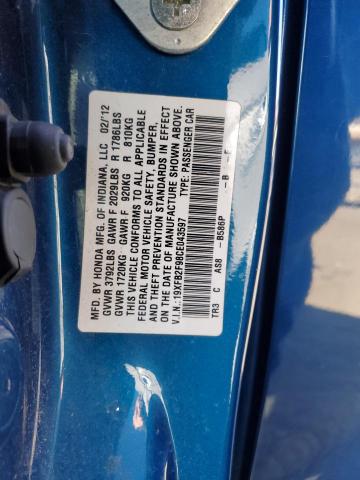 MFD. BY HONDA MFG. OF INDIANA, LLC 02/12
GVWR 3792LBS GAWR F 2029LBS R 1786LBS
GVWR 1720KG GAWR F 920KG R 810KG
THIS VEHICLE CONFORMS TO ALL APPLICABLE
FEDERAL MOTOR VEHICLE SAFETY, BUMPER,
AND THEFT PREVENTION STANDARDS IN EFFECT
ON THE DATE OF MANUFACTURE SHOWN ABOVE.
V.I.N.: 19XFB2F98CE043597 TYPE: PASSENGER CAR
TR3 C AS8 -B586P -B -F